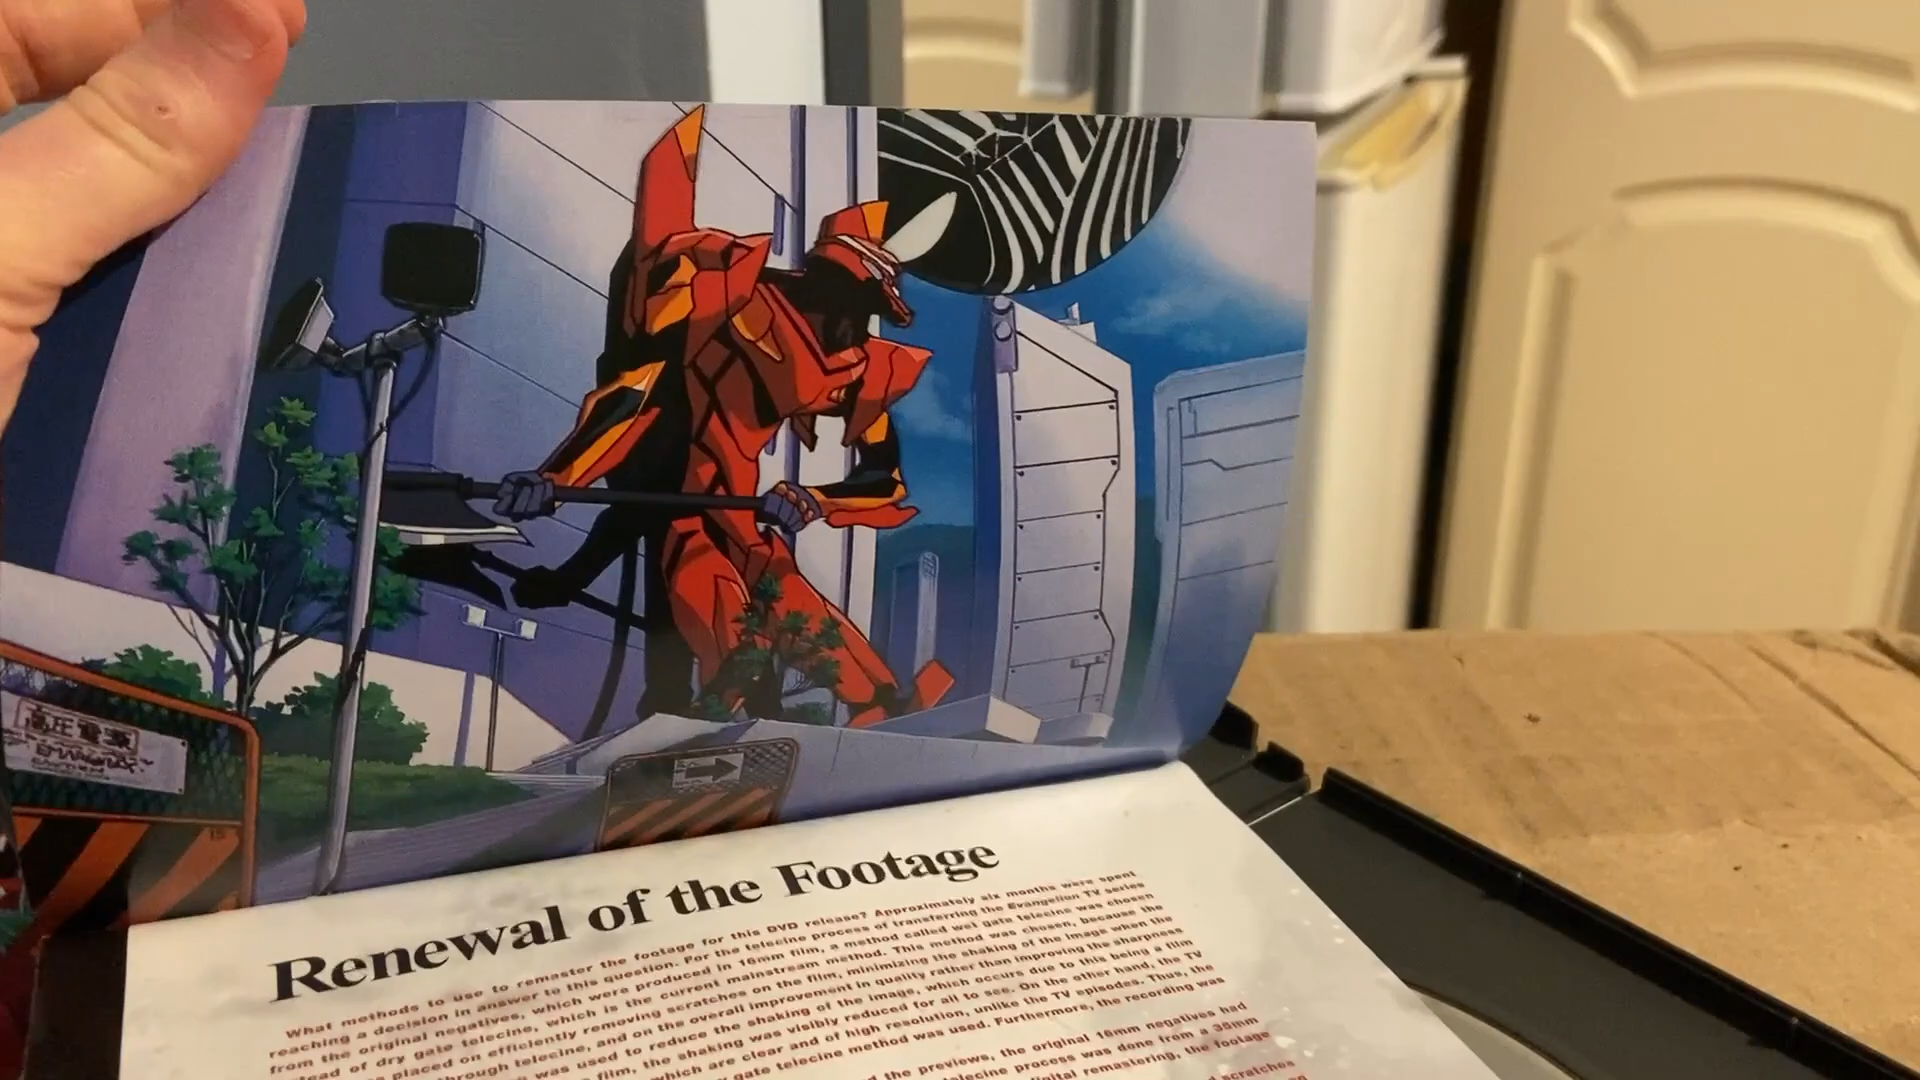 高圧電源
15
Renewal of the Footage
What methods to use to remaster the footage for this DVD release? Approximately six months were spent
reaching a decision in answer to this question. For the telecine process of transferring the Evangelion TV series
from the original negatives, which were produced in 16mm film, a method called wet gate telecine was chosen
instead of dry gate telecine, which is the current mainstream method. This method was chosen, because the
placed on efficiently removing scratches on the film, minimizing the shaking of the image when the
through telecine, and on the overall improvement in quality rather than improving the sharpness
was used to reduce the shaking of the image, which occurs due to this being a film
film, the shaking was visibly reduced for all to see. On the other hand, the TV
which are clear and of high resolution, unlike the TV episodes. Thus, the
gate telecine method was used. Furthermore, the recording was
the previews, the original 16mm negatives had
telecine process was done from a 35mm
digital remastering, the footage
scratches